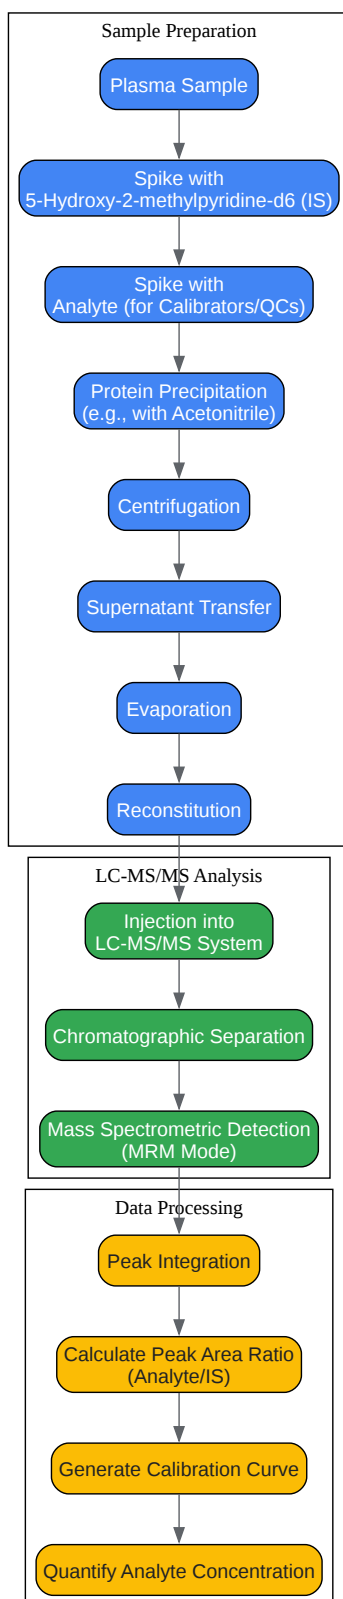 Sample Preparation
Plasma Sample
Spike with
5-Hydroxy-2-methylpyridine-d6 (IS)
Spike with
Analyte (for Calibrators/QCs)
Protein Precipitation
(e.g., with Acetonitrile)
Centrifugation
Supernatant Transfer
Evaporation
Reconstitution
LC-MS/MS Analysis
Injection into
LC-MS/MS System
Chromatographic Separation
Mass Spectrometric Detection
(MRM Mode)
Data Processing
Peak Integration
Calculate Peak Area Ratio
(Analyte/IS)
Generate Calibration Curve
Quantify Analyte Concentration